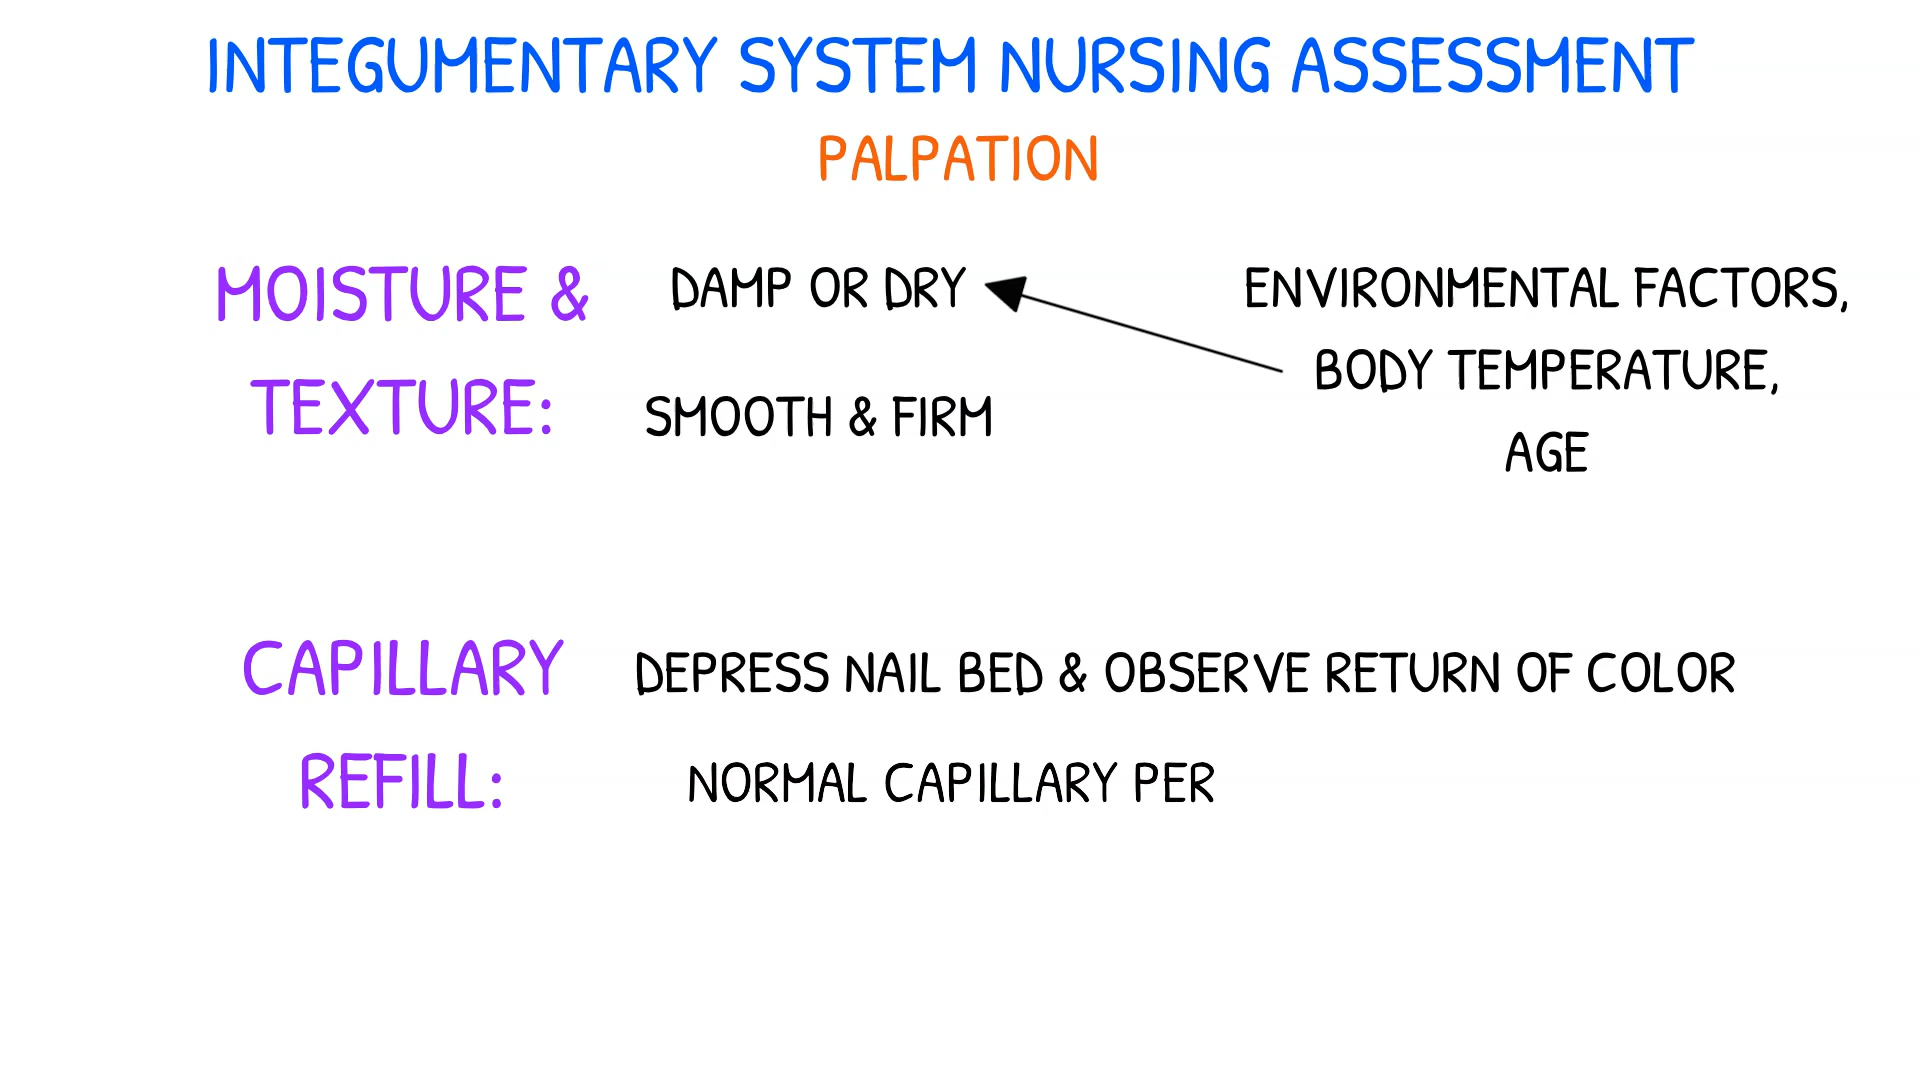 INTEGUMENTARY SYSTEM NURSING ASSESSMENT
PALPATION
MOISTURE &
TEXTURE:
DAMP OR DRY
SMOOTH & FIRM
ENVIRONMENTAL FACTORS,
BODY TEMPERATURE,
AGE
CAPILLARY
REFILL:
DEPRESS NAIL BED & OBSERVE RETURN OF COLOR
NORMAL CAPILLARY PER